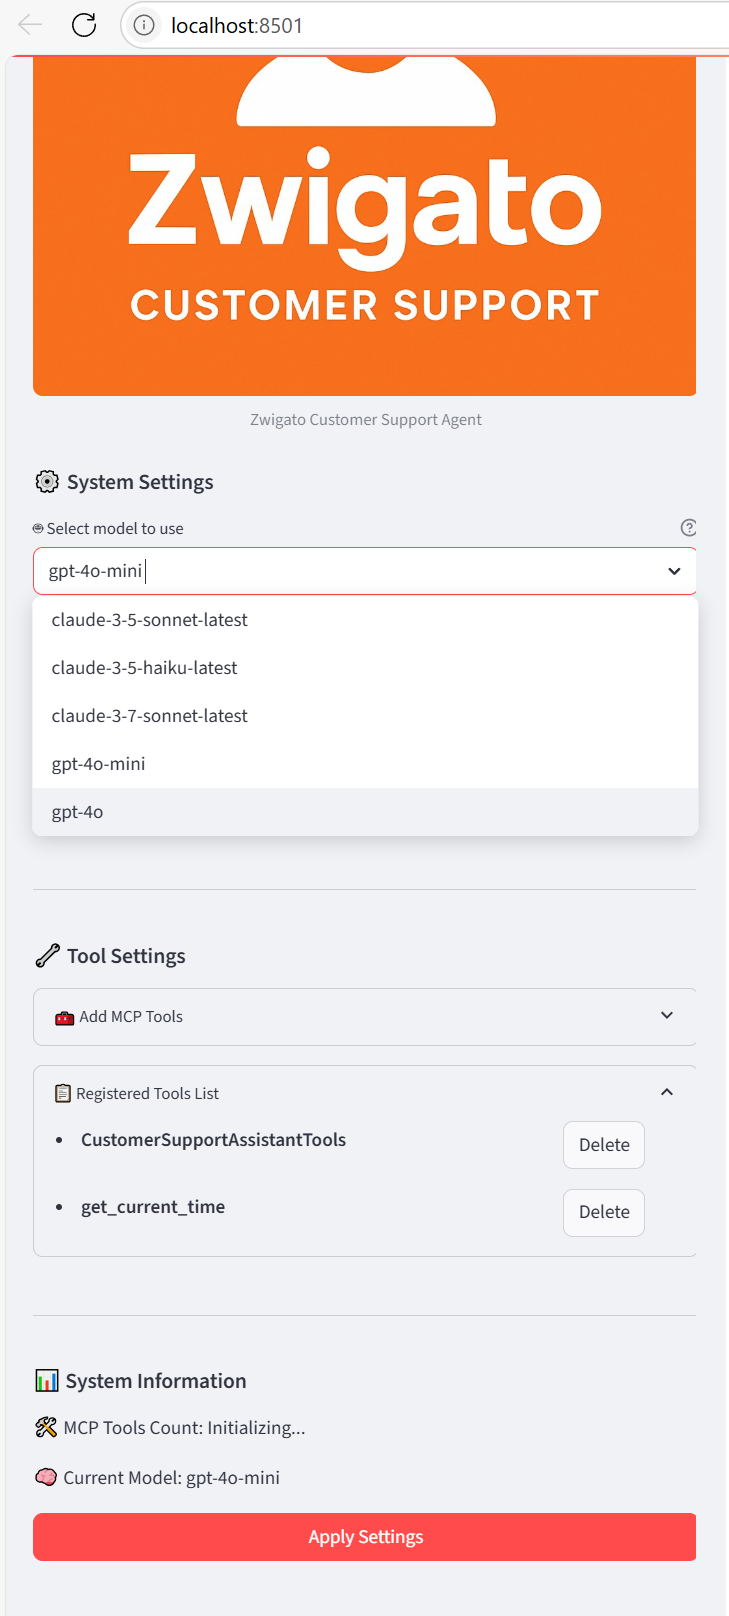 localhost:8501
Zwigato
CUSTOMER SUPPORT
Zwigato Customer Support Agent
System Settings
Select model to use
gpt-4o-mini
claude-3-5-sonnet-latest
claude-3-5-haiku-latest
claude-3-7-sonnet-latest
gpt-4o-mini
gpt-4o
Tool Settings
Add MCP Tools
Registered Tools List
• CustomerSupportAssistantTools Delete
• get_current_time Delete
System Information
MCP Tools Count: Initializing...
Current Model: gpt-4o-mini
Apply Settings